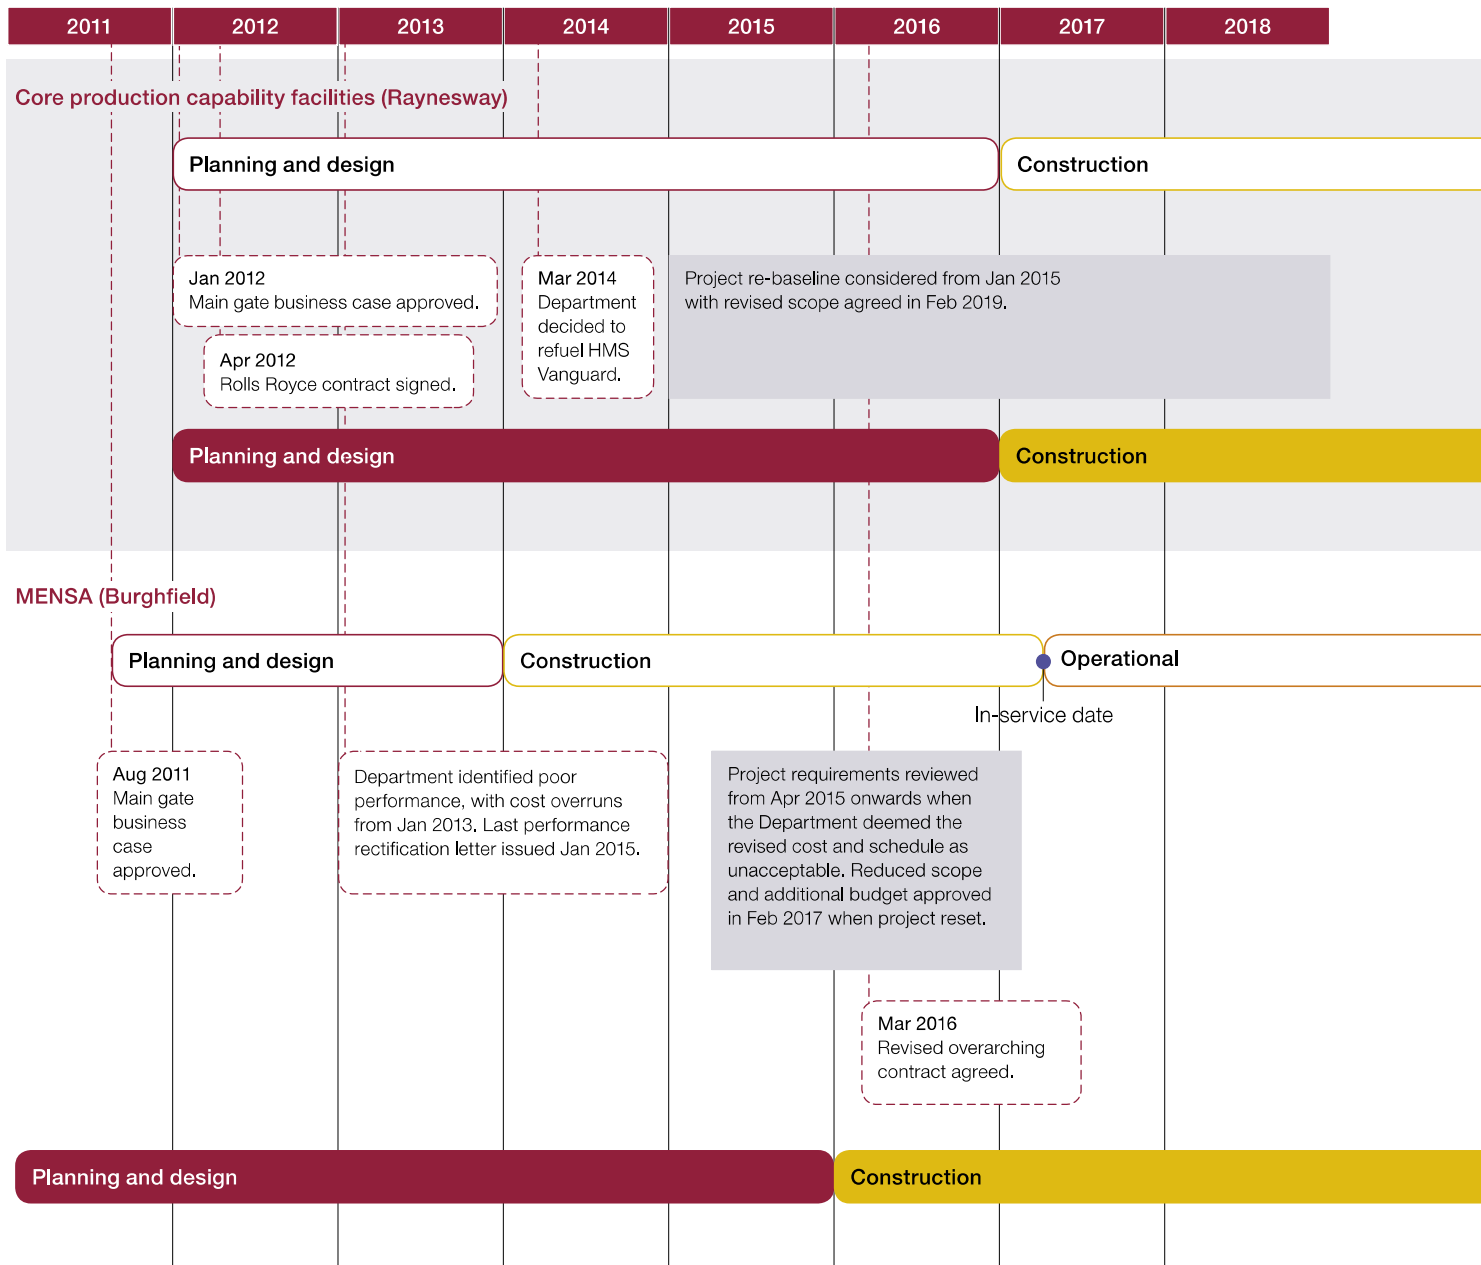 2011 2012 2013 2014 2015 2016 2017 2018
Core production capability facilities (Raynesway)
Planning and design
Construction
Jan 2012
Main gate business case approved.
Apr 2012
Rolls Royce contract signed.
Mar 2014
Department
decided to
refuel HMS
Vanguard.
Project re-baseline considered from Jan 2015
with revised scope agreed in Feb 2019.
Planning and design
Construction
MENSA (Burghfield)
Planning and design
Construction
Operational
In-service date
Aug 2011
Main gate
business
case
approved.
Department identified poor
performance, with cost overruns
from Jan 2013. Last performance
rectification letter issued Jan 2015.
Project requirements reviewed
from Apr 2015 onwards when
the Department deemed the
revised cost and schedule as
unacceptable. Reduced scope
and additional budget approved
in Feb 2017 when project reset.
Mar 2016
Revised overarching
contract agreed.
Planning and design
Construction